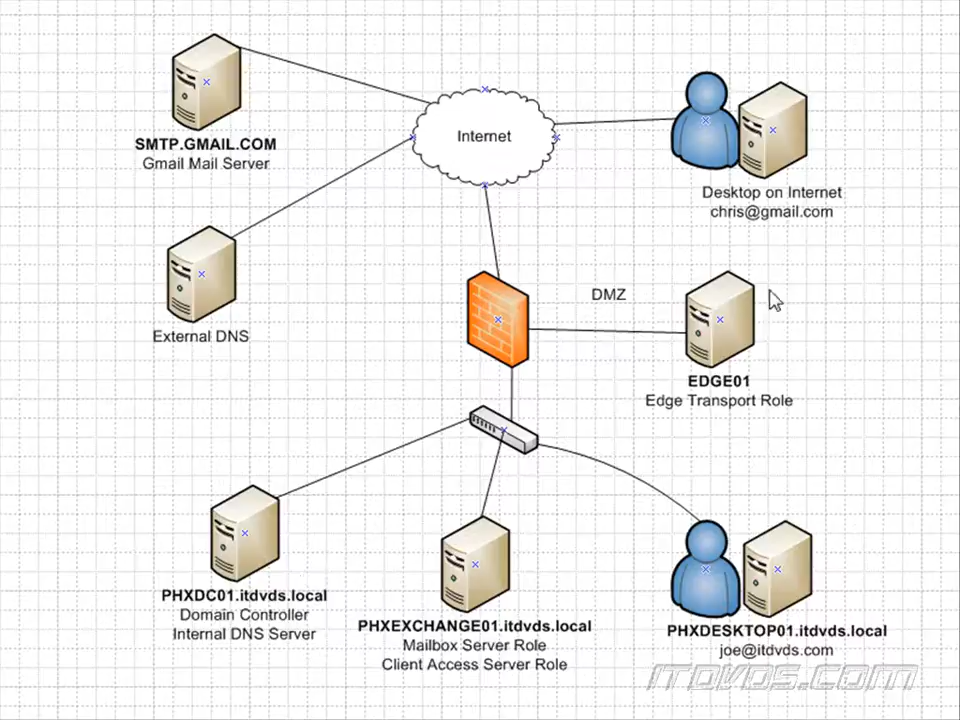 SMTP.GMAIL.COM
Gmail Mail Server
Internet
Desktop on Internet
chris@gmail.com
External DNS
DMZ
EDGE01
Edge Transport Role
PHXDC01.itdvds.local
Domain Controller
Internal DNS Server
PHXEXCHANGE01.itdvds.local
Mailbox Server Role
Client Access Server Role
PHXDESKTOP01.itdvds.local
joe@itdvds.com
ITDVDS.COM